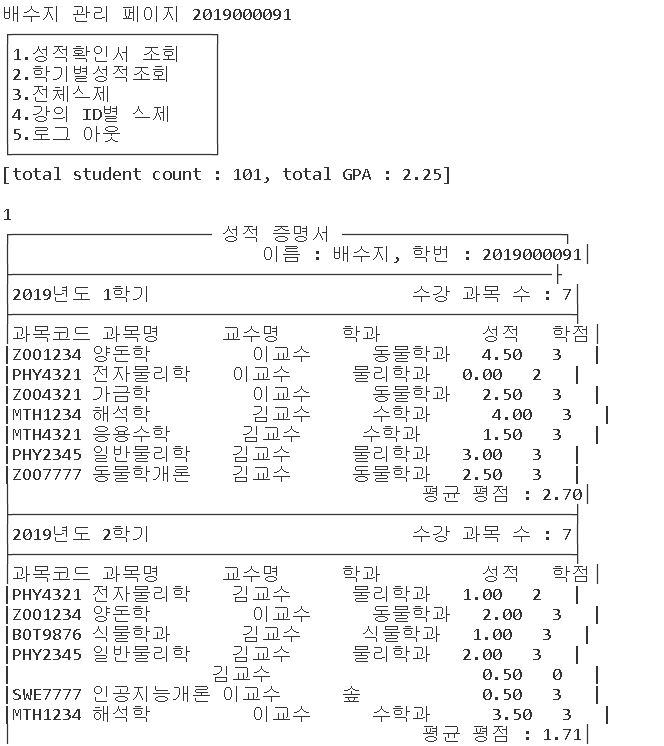 배수지 관리 페이지 2019000091
1.성적확인서 조회
2.학기별성적조회
3.전체스제
4.강의 ID별 스제
5.로그 아웃
[total student count : 101, total GPA : 2.25]
1
성적 증명서
이름 : 배수지, 학번 : 2019000091
2019년도 1학기 수강 과목 수 : 7
과목코드 과목명 교수명 학과 성적 학점
ZOO1234 양돈학 이교수 동물학과 4.50 3
PHY4321 전자물리학 이교수 물리학과 0.00 2
ZOO4321 가금학 이교수 동물학과 2.50 3
MTH1234 해석학 김교수 수학과 4.00 3
MTH4321 응용수학 김교수 수학과 1.50 3
PHY2345 일반물리학 김교수 물리학과 3.00 3
ZOO7777 동물학개론 김교수 동물학과 2.50 3
평균 평점 : 2.70
2019년도 2학기 수강 과목 수 : 7
과목코드 과목명 교수명 학과 성적 학점
PHY4321 전자물리학 김교수 물리학과 1.00 2
ZOO1234 양돈학 이교수 동물학과 2.00 3
BOT9876 식물학과 김교수 식물학과 1.00 3
PHY2345 일반물리학 김교수 물리학과 2.00 3
김교수 0.50 0
SWE7777 인공지능개론 이교수 숲 0.50 3
MTH1234 해석학 이교수 수학과 3.50 3
평균 평점 : 1.71